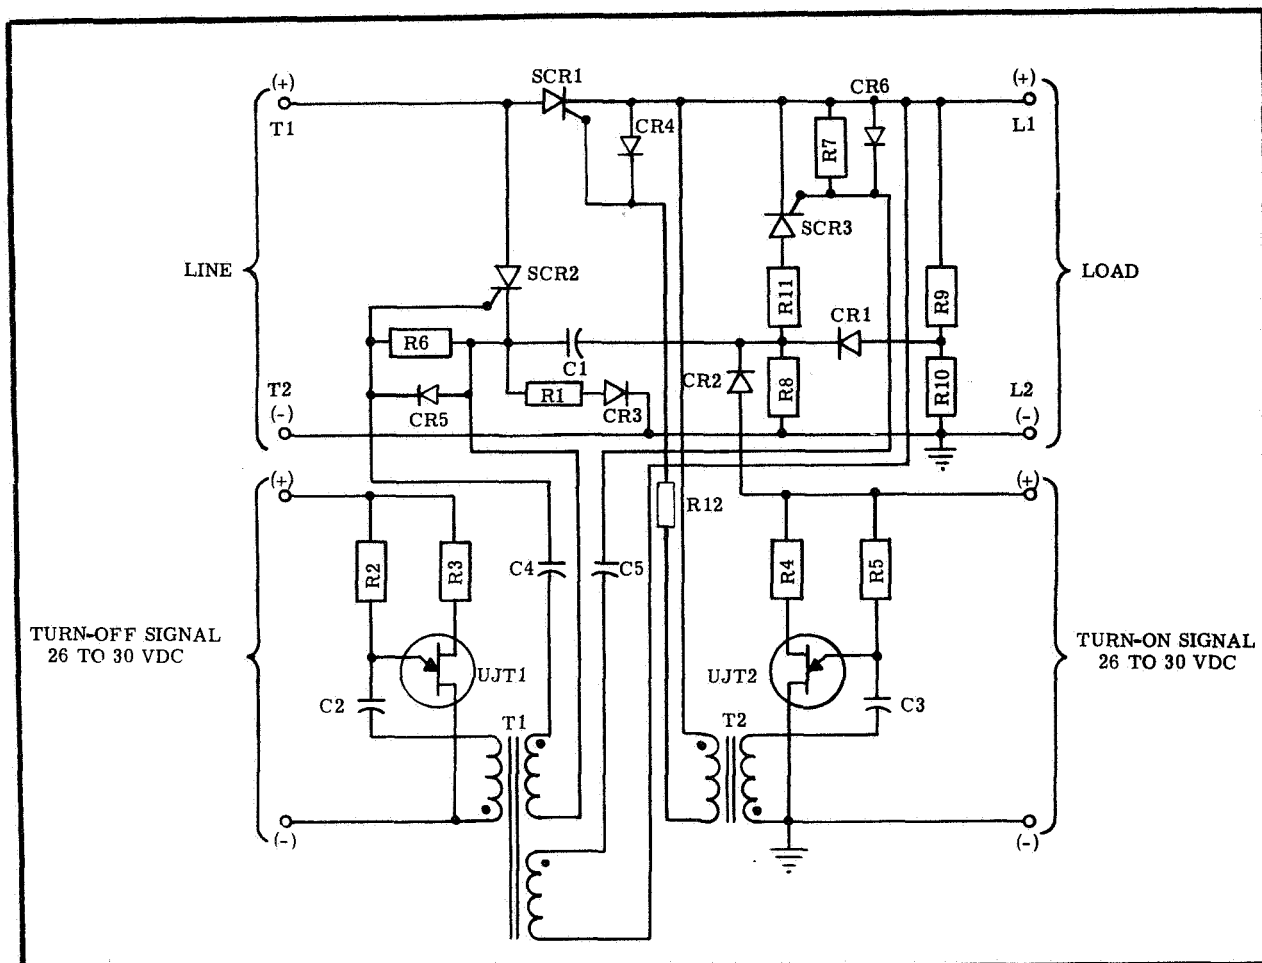 SCR1
CR6
(+)
(+)
T1
CR4
R7
L1
SCR3
LINE
SCR2
LOAD
R11
R9
CR1
R6
C1
CR2
R8
R10
T2
R1
L2
(-)
CR5
CR3
(-)
(+)
(+)
R12
R2
R3
C4
C5
R4
R5
TURN-OFF SIGNAL
26 TO 30 VDC
TURN-ON SIGNAL
26 TO 30 VDC
UJT1
UJT2
C2
C3
T1
T2
(-)
(-)